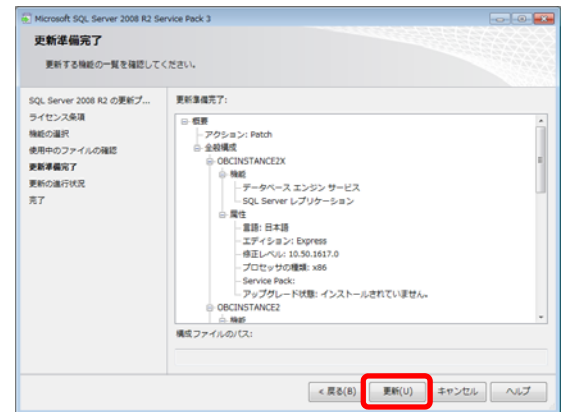 Microsoft SQL Server 2008 R2 Service Pack 3
更新準備完了
更新する機能の一覧を確認してください。
SQL Server 2008 R2 の更新プ...
ライセンス条項
機能の選択
使用中のファイルの確認
更新準備完了
更新の進行状況
完了
更新準備完了:
概要
アクション: Patch
全般構成
OBCINSTANCE2X
機能
データベース エンジン サービス
SQL Server レプリケーション
属性
言語: 日本語
エディション: Express
修正レベル: 10.50.1617.0
プロセッサの種類: x86
Service Pack:
アップグレード状態: インストールされていません。
OBCINSTANCE2
機能
構成ファイルのパス:
< 戻る(B)
更新(U)
キャンセル
ヘルプ